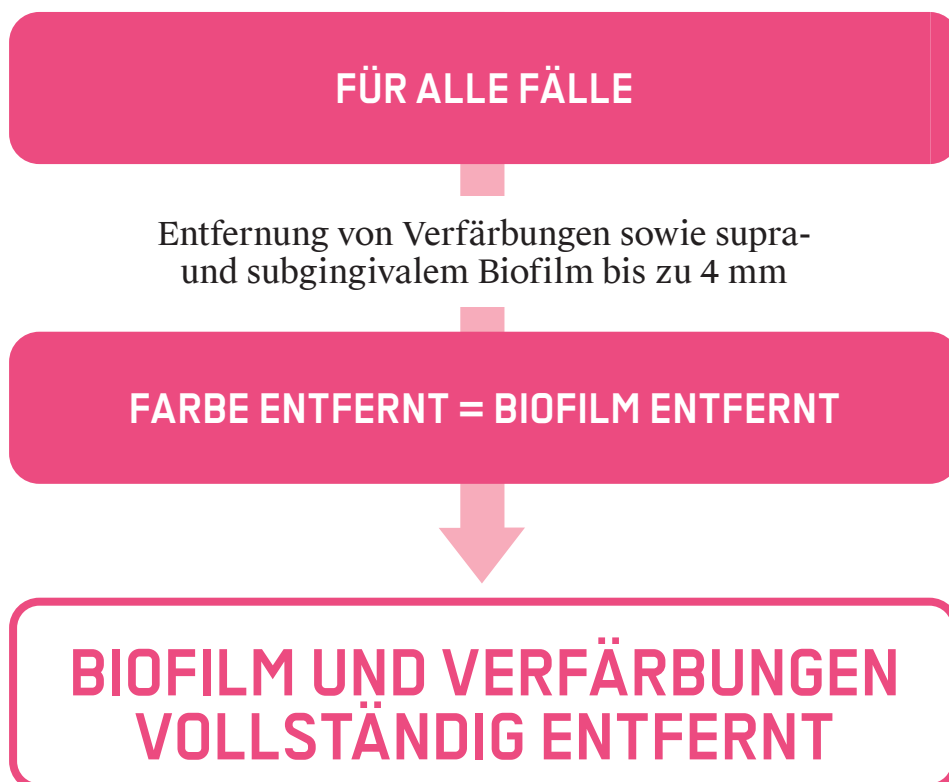 FÜR ALLE FÄLLE
Entfernung von Verfärbungen sowie supra-
und subgingivalem Biofilm bis zu 4 mm
FARBE ENTFERNT = BIOFILM ENTFERNT
BIOFILM UND VERFÄRBUNGEN
VOLLSTÄNDIG ENTFERNT